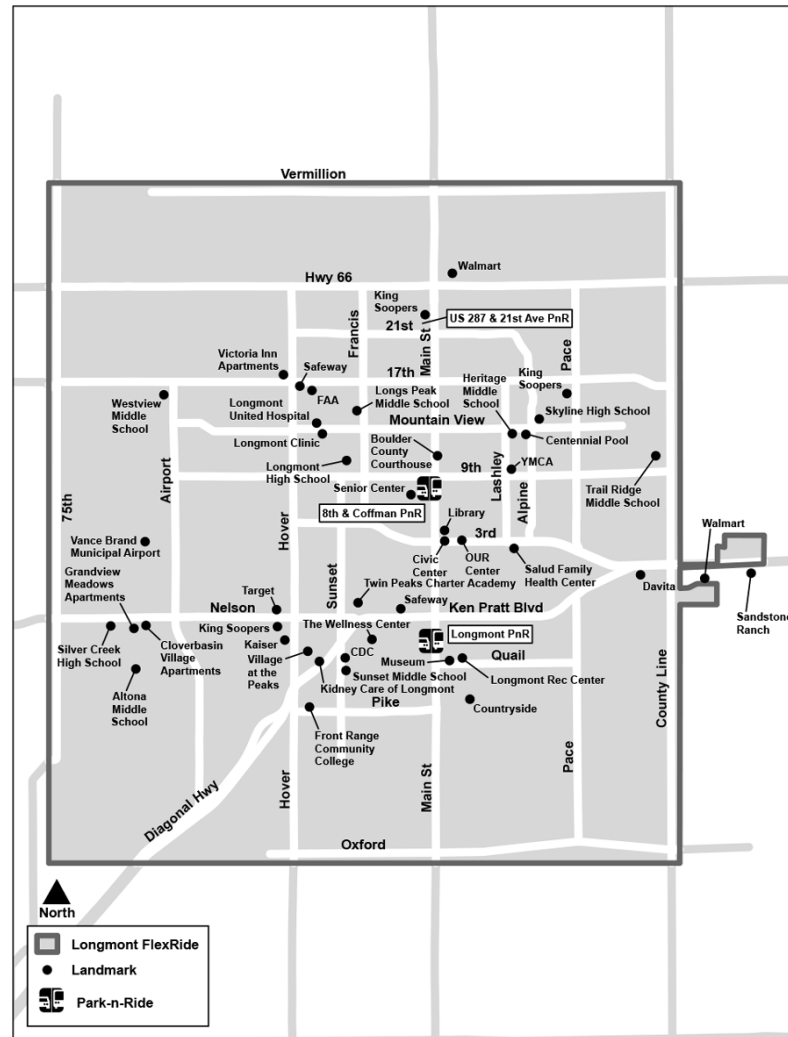 Vermillion
Walmart
Hwy 66
King
Soopers
US 287 & 21st Ave PnR
21st
Francis
Main St
Pace
Victoria Inn
Apartments
Safeway
17th
Heritage
Middle
School
King
Soopers
Westview
Middle
School
FAA
Longs Peak
Middle School
Skyline High School
Longmont
United Hospital
Mountain View
Longmont Clinic
Boulder
County
Courthouse
Centennial Pool
Longmont
High School
9th
Lashley
YMCA
Airport
Senior Center
Alpine
Trail Ridge
Middle School
75th
8th & Coffman PnR
Hover
Library
3rd
Walmart
Vance Brand
Municipal Airport
Civic
Center
OUR
Center
Salud Family
Health Center
Grandview
Meadows
Apartments
Sunset
Twin Peaks Charter Academy
Davita
Sandstone
Ranch
Target
Nelson
Safeway
Ken Pratt Blvd
King Soopers
The Wellness Center
Longmont PnR
Silver Creek
High School
Cloverbasin
Village
Apartments
Kaiser
Village
at the
Peaks
CDC
Museum
Quail
Altona
Middle
School
Sunset Middle School
Kidney Care of Longmont
Longmont Rec Center
Pike
Countryside
County Line
Front Range
Community
College
Diagonal Hwy
Hover
Main St
Pace
Oxford
North
Longmont FlexRide
Landmark
Park-n-Ride